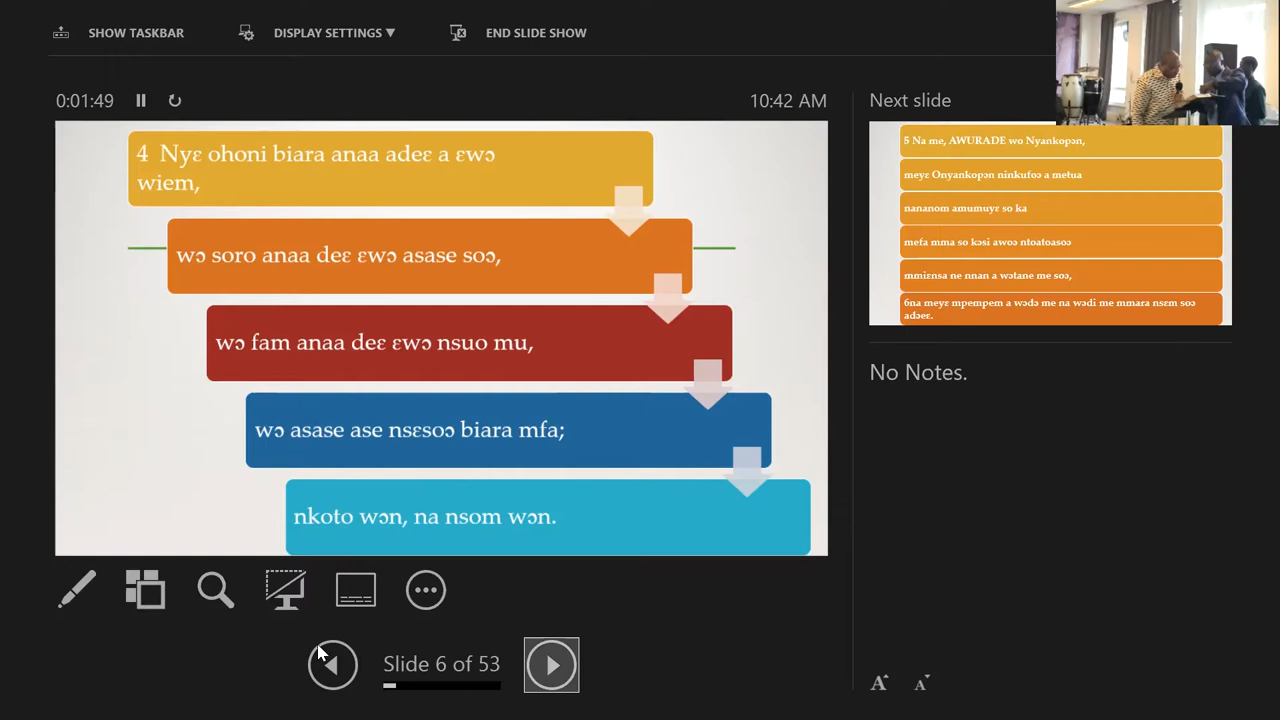 SHOW TASKBAR
DISPLAY SETTINGS ▼
END SLIDE SHOW
0:01:49
10:42 AM
4 Nyɛ ohoni biara anaa adeɛ a ɛwɔ
wiem,
wɔ soro anaa deɛ ɛwɔ asase soɔ,
wɔ fam anaa deɛ ɛwɔ nsuo mu,
wɔ asase ase nsɛsoɔ biara mfa;
nkoto wɔn, na nsom wɔn.
Slide 6 of 53
Next slide
5 Na me, AWURADE wo Nyankopɔn,
meyɛ Onyankopɔn ninkufoɔ a metua
nananom amumuyɛ so ka
mefa mma so kɔsi awoɔ ntoatoasoɔ
mmiɛnsa ne nnan a wɔtane me soɔ,
6na meyɛ mpempem a wɔdɔ me na wɔdi me mmara nsɛm soɔ
adɔeɛ.
No Notes.
A A